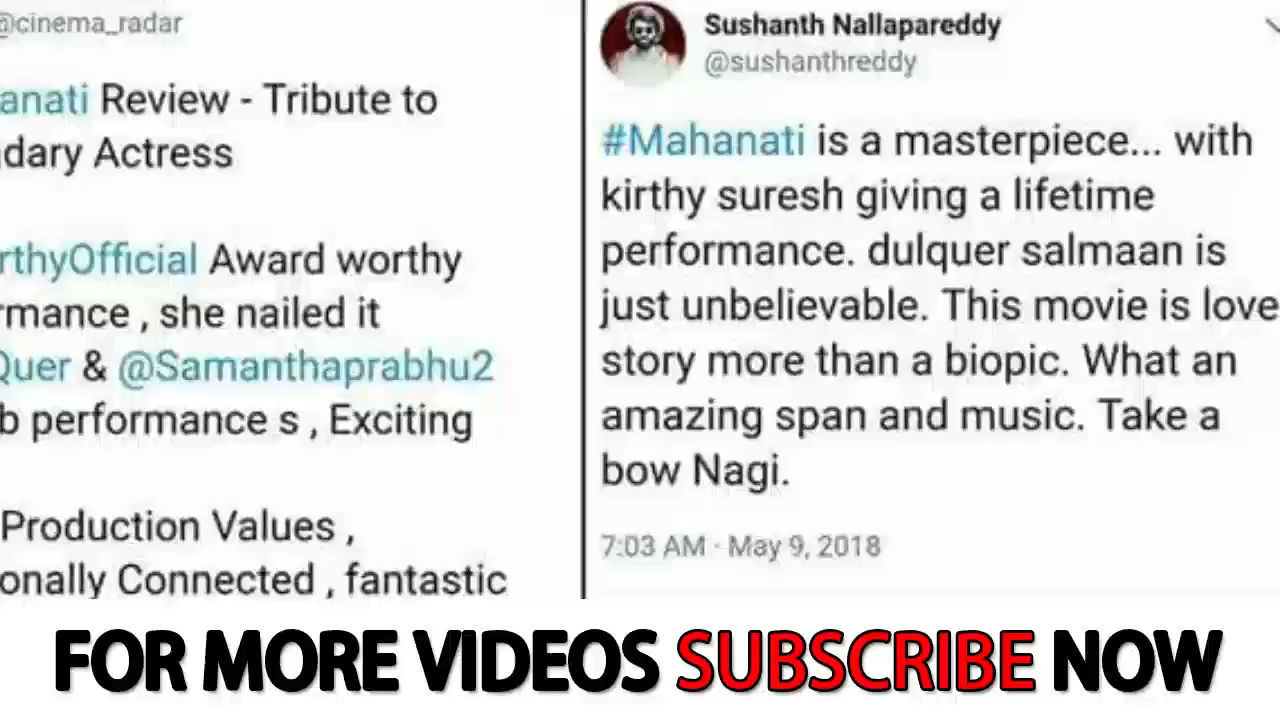 @cinema_radar
anati Review - Tribute to
dary Actress
rthyOfficial Award worthy
rmance , she nailed it
Quer & @Samanthaprabhu2
b performance s , Exciting
Production Values ,
onally Connected , fantastic
Sushanth Nallapareddy
@sushanthreddy
#Mahanati is a masterpiece... with
kirthy suresh giving a lifetime
performance. dulquer salmaan is
just unbelievable. This movie is love
story more than a biopic. What an
amazing span and music. Take a
bow Nagi.
7:03 AM · May 9, 2018
FOR MORE VIDEOS SUBSCRIBE NOW